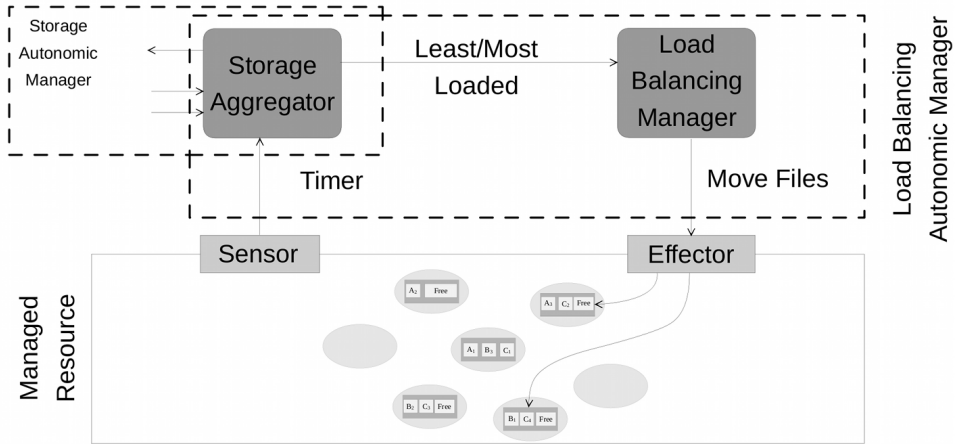 Storage
Autonomic
Manager
Storage
Aggregator
Least/Most
Loaded
Load
Balancing
Manager
Load Balancing
Autonomic Manager
Timer
Move Files
Sensor
Effector
Managed
Resource
A₂ Free
A₃ C₂ Free
A₁ B₃ C₁
B₂ C₃ Free
B₁ C₄ Free